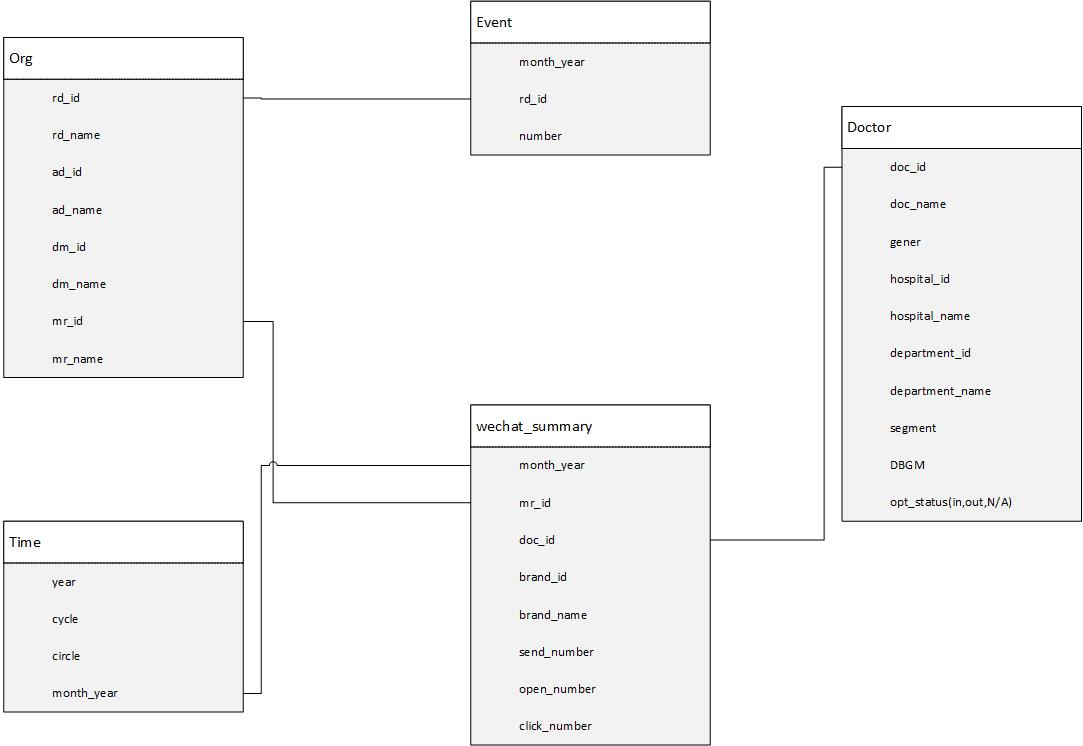 Org
rd_id
rd_name
ad_id
ad_name
dm_id
dm_name
mr_id
mr_name
Event
month_year
rd_id
number
Doctor
doc_id
doc_name
gener
hospital_id
hospital_name
department_id
department_name
segment
DBGM
opt_status(in,out,N/A)
wechat_summary
month_year
mr_id
doc_id
brand_id
brand_name
send_number
open_number
click_number
Time
year
cycle
circle
month_year